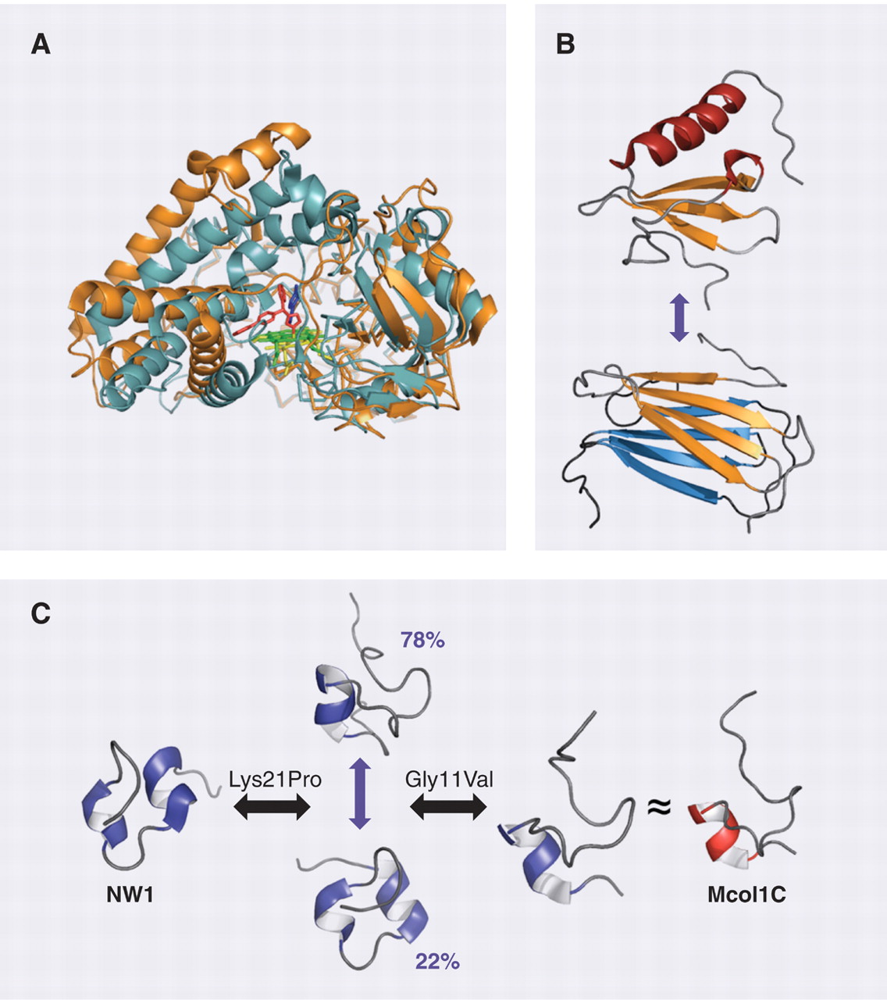 A
B
C
78%
Lys21Pro
Gly11Val
≈
NW1
Mcol1C
22%